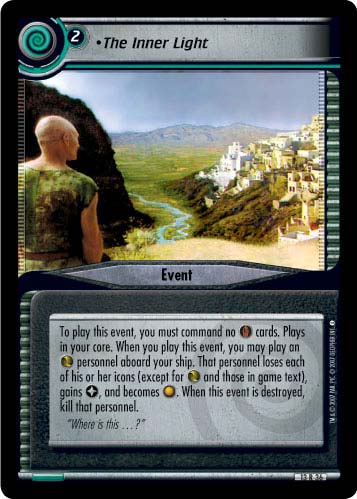 2
•The Inner Light
Event
To play this event, you must command no cards. Plays
in your core. When you play this event, you may play an
personnel aboard your ship. That personnel loses each
of his or her icons (except for and those in game text),
gains , and becomes . When this event is destroyed,
kill that personnel.
"Where is this …?"
13 R 36